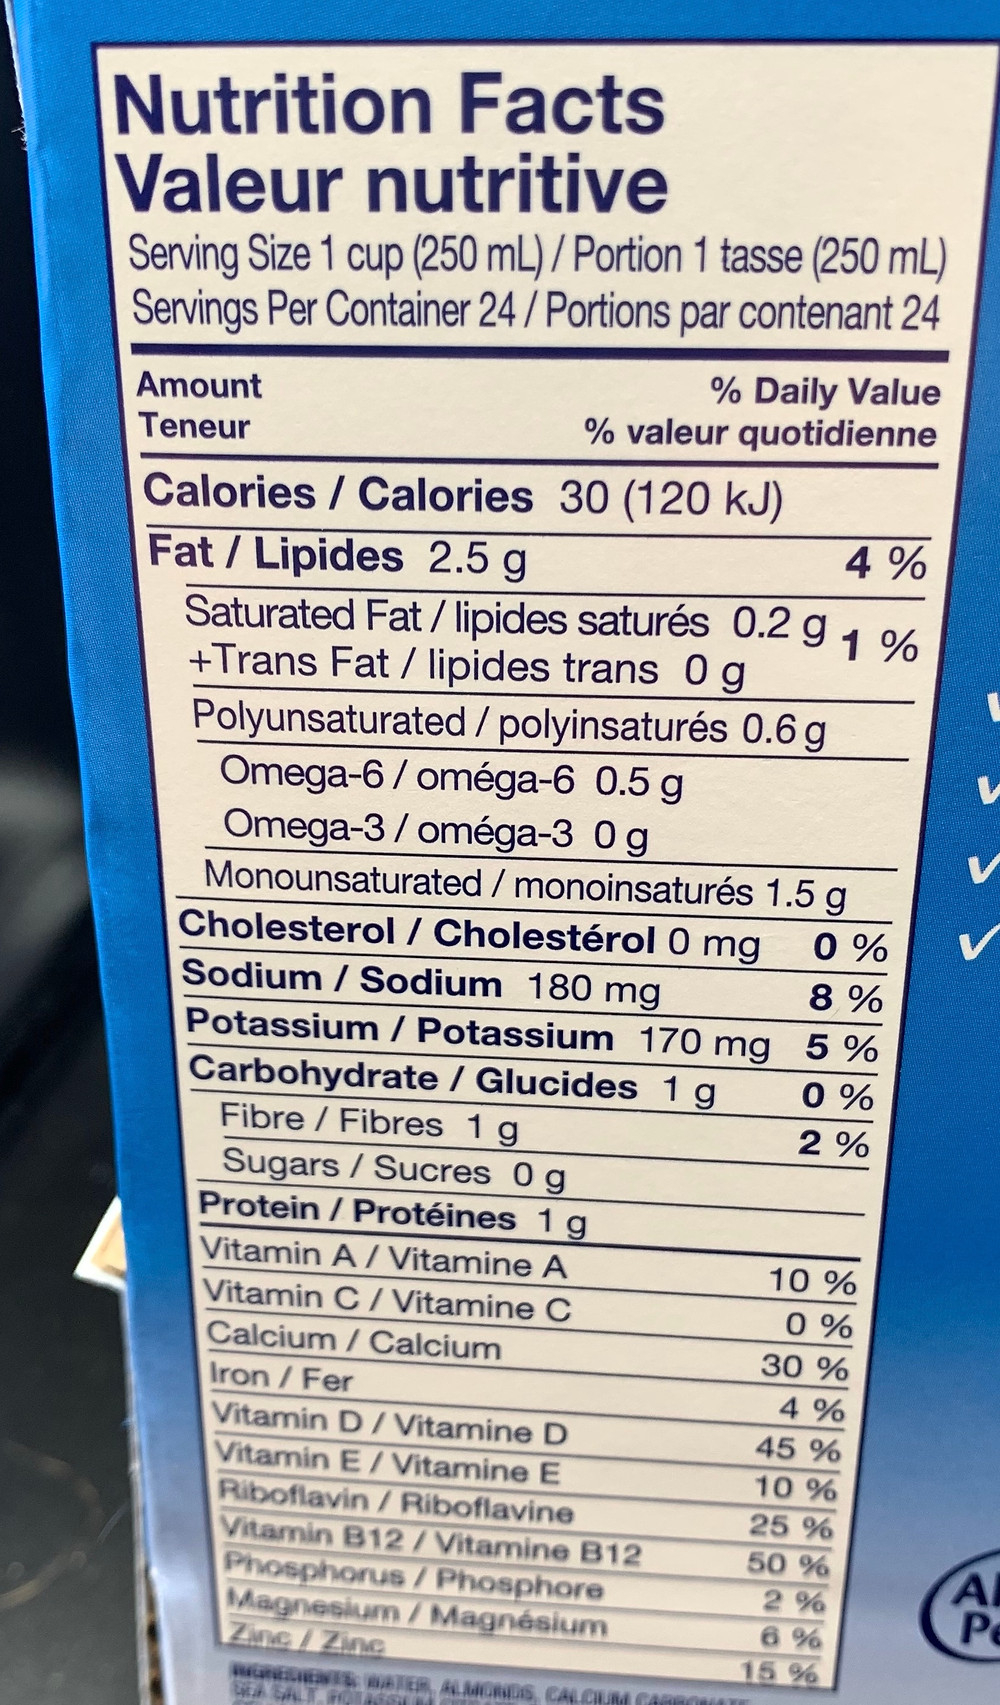 Nutrition Facts
Valeur nutritive
Serving Size 1 cup (250 mL) / Portion 1 tasse (250 mL)
Servings Per Container 24 / Portions par contenant 24
Amount % Daily Value
Teneur % valeur quotidienne
Calories / Calories 30 (120 kJ)
Fat / Lipides 2.5 g 4 %
Saturated Fat / lipides saturés 0.2 g 1 %
+Trans Fat / lipides trans 0 g
Polyunsaturated / polyinsaturés 0.6 g
Omega-6 / oméga-6 0.5 g
Omega-3 / oméga-3 0 g
Monounsaturated / monoinsaturés 1.5 g
Cholesterol / Cholestérol 0 mg 0 %
Sodium / Sodium 180 mg 8 %
Potassium / Potassium 170 mg 5 %
Carbohydrate / Glucides 1 g 0 %
Fibre / Fibres 1 g 2 %
Sugars / Sucres 0 g
Protein / Protéines 1 g
Vitamin A / Vitamine A 10 %
Vitamin C / Vitamine C 0 %
Calcium / Calcium 30 %
Iron / Fer 4 %
Vitamin D / Vitamine D 45 %
Vitamin E / Vitamine E 10 %
Riboflavin / Riboflavine 25 %
Vitamin B12 / Vitamine B12 50 %
Phosphorus / Phosphore 2 %
Magnesium / Magnésium 6 %
Zinc / Zinc 15 %
INGREDIENTS: WATER, ALMONDS, CALCIUM CARBONATE
SEA SALT, POTASSIUM